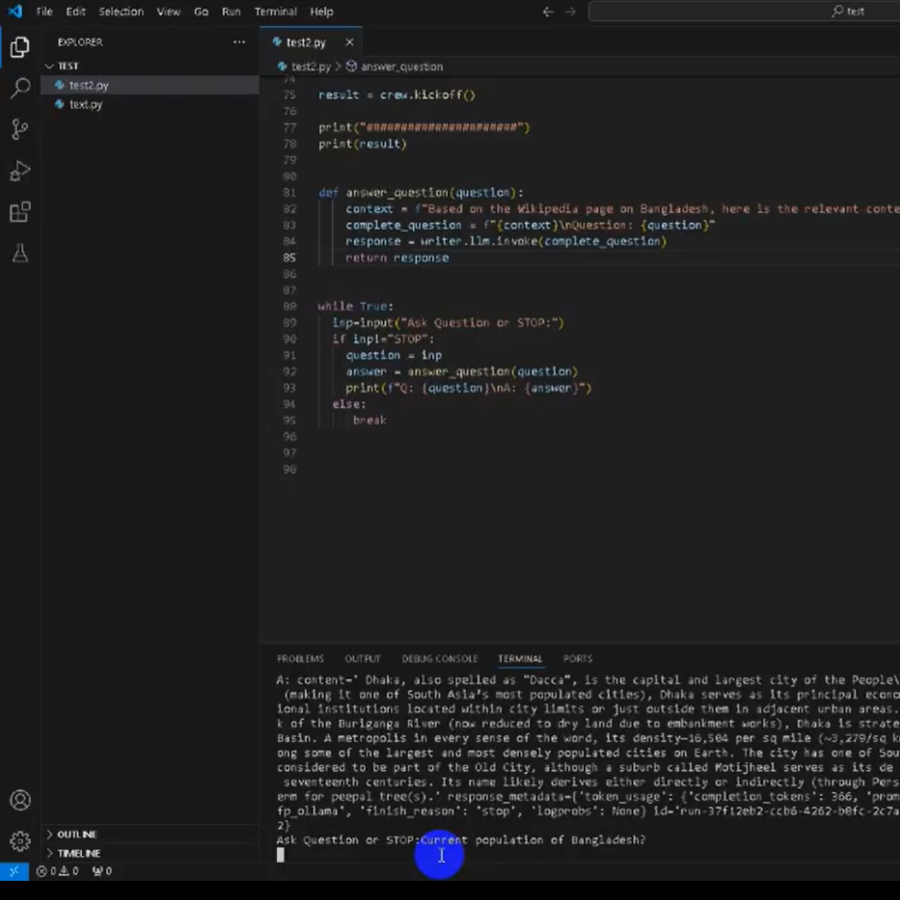 File Edit Selection View Go Run Terminal Help
test
EXPLORER
test2.py
test2.py > answer_question
TEST
test2.py
text.py
74
75 result = crew.kickoff()
76
77 print("######################")
78 print(result)
79
80
81 def answer_question(question):
82 context = f"Based on the Wikipedia page on Bangladesh, here is the relevant conte
83 complete_question = f"{context}\nQuestion: {question}"
84 response = writer.llm.invoke(complete_question)
85 return response
86
87
88 while True:
89 inp=input("Ask Question or STOP:")
90 if inp!="STOP":
91 question = inp
92 answer = answer_question(question)
93 print(f"Q: {question}\nA: {answer}")
94 else:
95 break
96
97
98
PROBLEMS OUTPUT DEBUG CONSOLE TERMINAL PORTS
A: content=' Dhaka, also spelled as "Dacca", is the capital and largest city of the People\
(making it one of South Asia's most populated cities), Dhaka serves as its principal econo
ional institutions located within city limits or just outside them in adjacent urban areas.
k of the Buriganga River (now reduced to dry land due to embankment works), Dhaka is strate
Basin. A metropolis in every sense of the word, its density—16,504 per sq mile (~3,279/sq k
ong some of the largest and most densely populated cities on Earth. The city has one of Sou
considered to be part of the Old City, although a suburb called Motijheel serves as its de
seventeenth centuries. Its name likely derives either directly or indirectly (through Pers
erm for peepal tree(s).' response_metadata={'token_usage': {'completion_tokens': 366, 'prom
fp_ollama', 'finish_reason': 'stop', 'logprobs': None} id='run-37f12eb2-ccb6-4262-b8fc-2c7a
2}
Ask Question or STOP:Current population of Bangladesh?
OUTLINE
TIMELINE
0 0 0